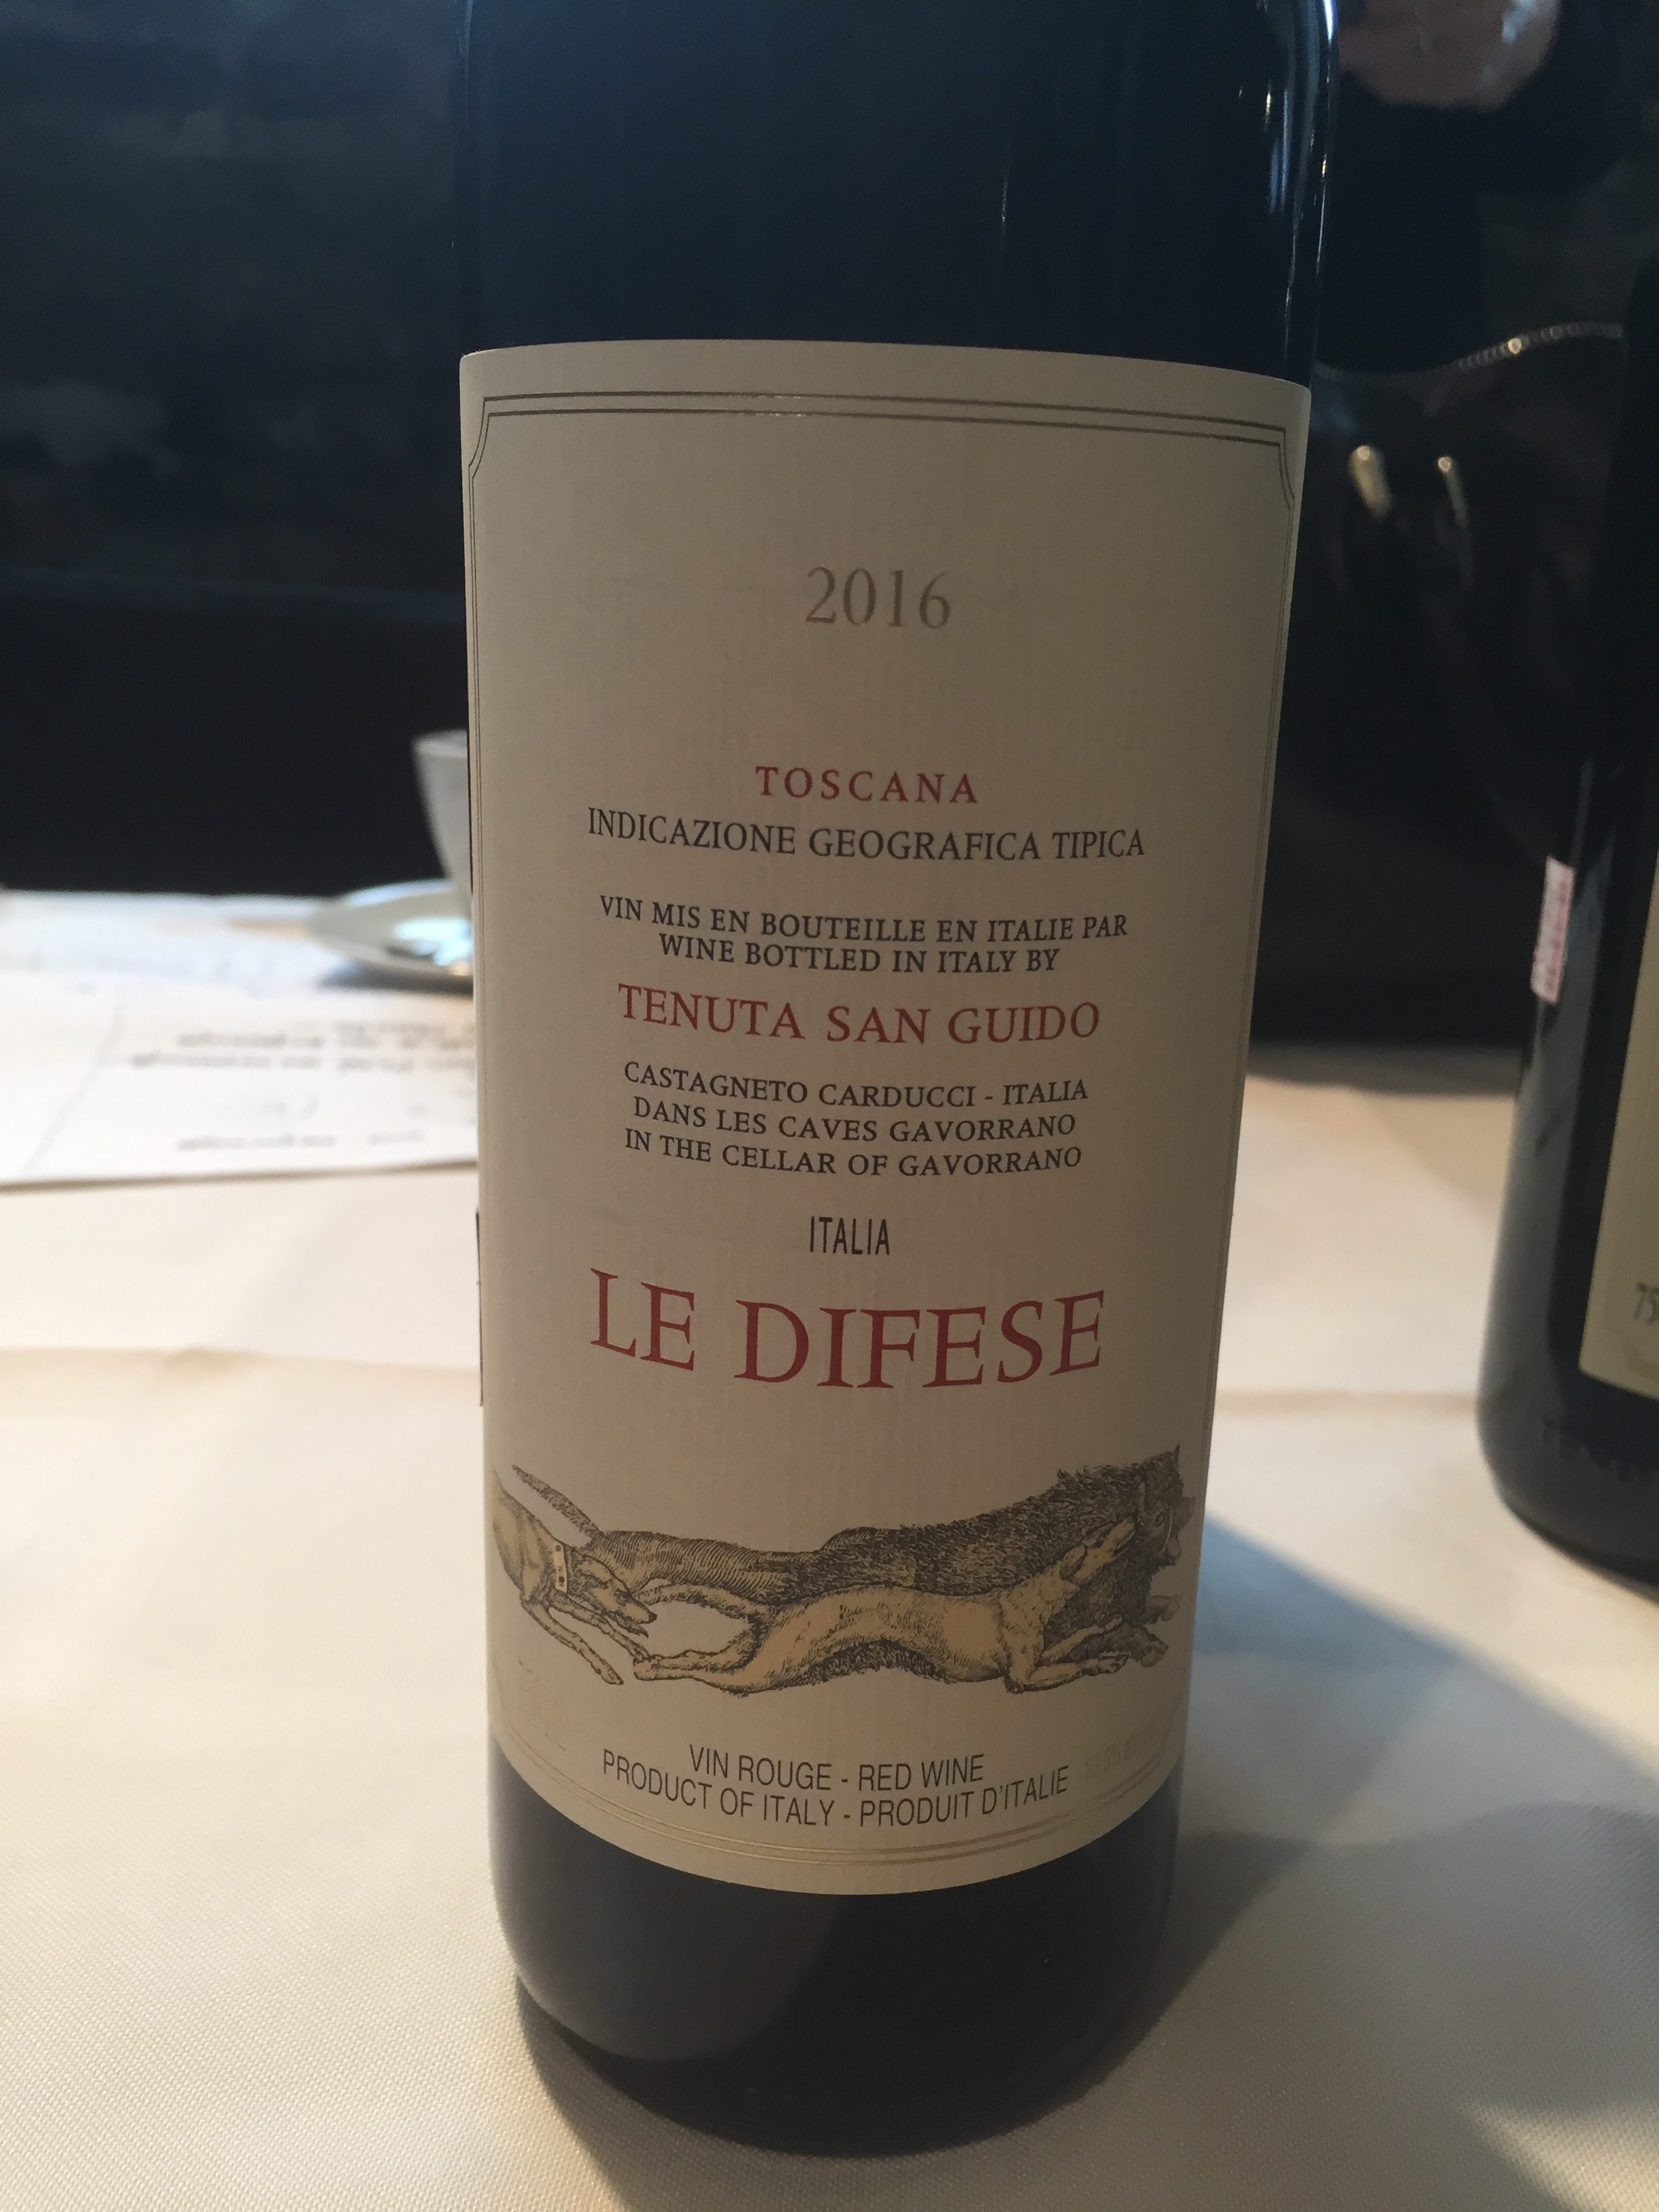 2016
TOSCANA
INDICAZIONE GEOGRAFICA TIPICA
VIN MIS EN BOUTEILLE EN ITALIE PAR
WINE BOTTLED IN ITALY BY
TENUTA SAN GUIDO
CASTAGNETO CARDUCCI - ITALIA
DANS LES CAVES GAVORRANO
IN THE CELLAR OF GAVORRANO
ITALIA
LE DIFESE
VIN ROUGE - RED WINE
PRODUCT OF ITALY - PRODUIT D'ITALIE